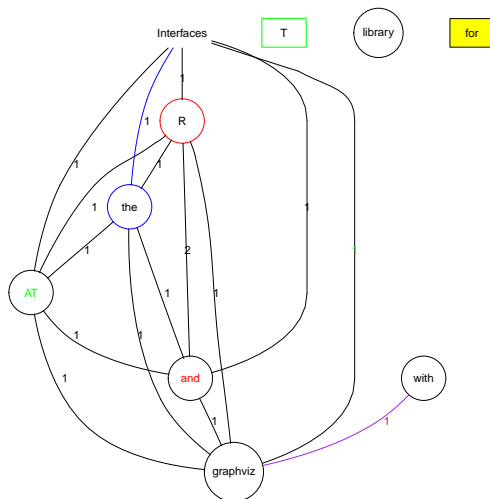 Interfaces T library for
1
R
1 1
1
the
1 1
1 2 1
AT
1 1
1 1
1 and with
1 1
graphviz